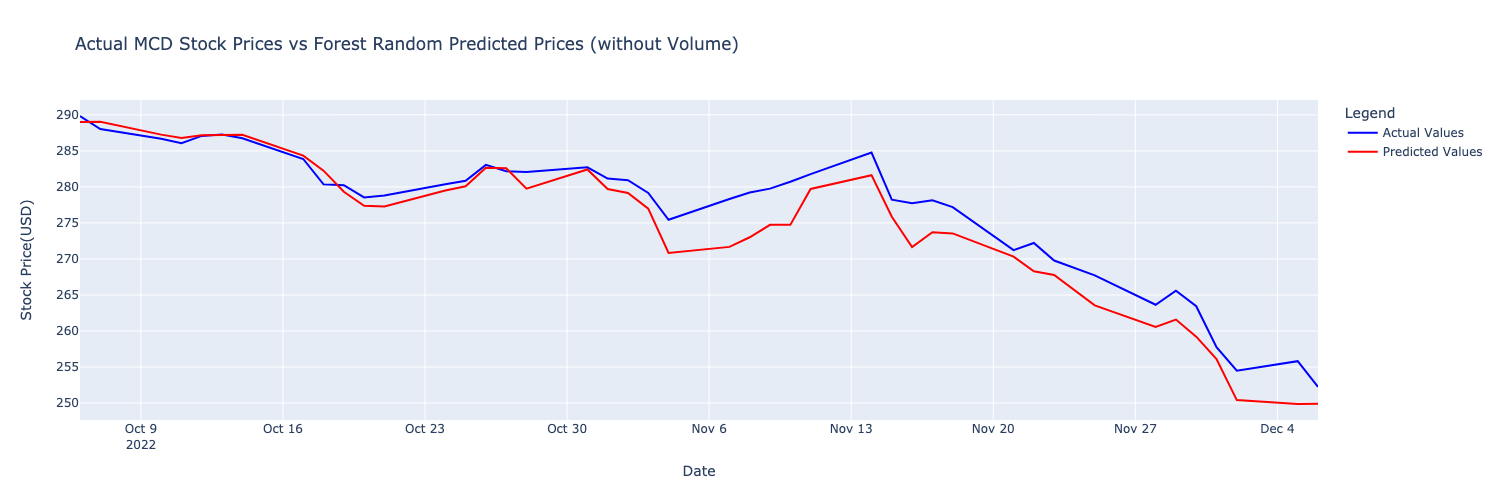 Actual MCD Stock Prices vs Forest Random Predicted Prices (without Volume)
Legend
Actual Values
Predicted Values
Stock Price(USD)
290
285
280
275
270
265
260
255
250
Oct 9
2022
Oct 16
Oct 23
Oct 30
Nov 6
Nov 13
Nov 20
Nov 27
Dec 4
Date